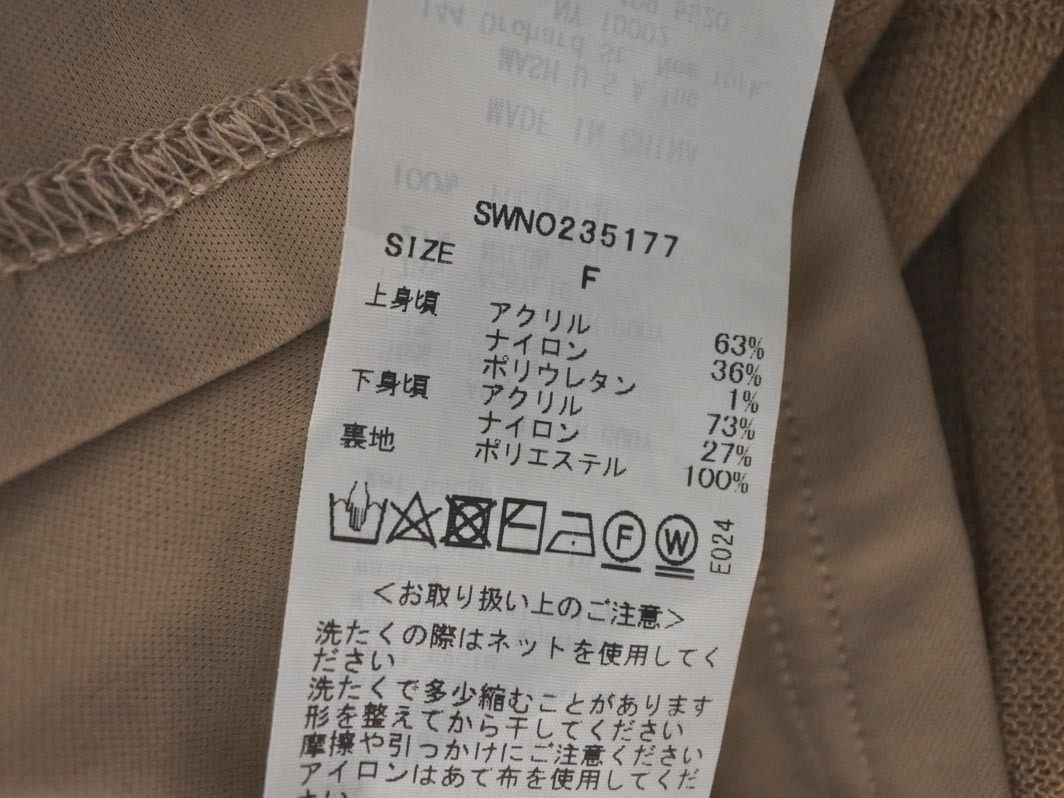 SWNO235177
SIZE F
上身頃 アクリル 63%
ナイロン 36%
ポリウレタン 1%
下身頃 アクリル 73%
ナイロン 27%
裏地 ポリエステル 100%
F W E024
＜お取り扱い上のご注意＞
洗たくの際はネットを使用してく
ださい
洗たくで多少縮むことがあります
形を整えてから干してください
摩擦や引っかけにご注意ください
アイロンはあて布を使用してくだ
さい